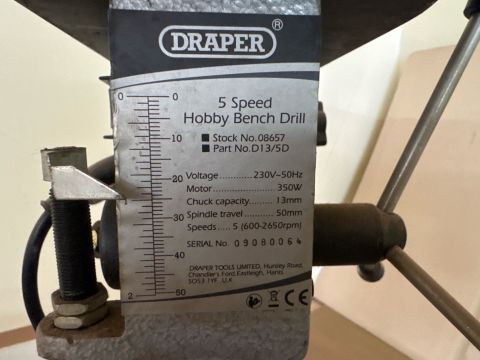 DRAPER®
5 Speed
Hobby Bench Drill
Stock No.08657
Part No.D13/5D
Voltage..............230V~50Hz
Motor.........................350W
Chuck capacity............13mm
Spindle travel..............50mm
Speeds.....5 (600-2650rpm)
SERIAL No. 09080064
DRAPER TOOLS LIMITED, Hursley Road,
Chandler's Ford,Eastleigh, Hants.
SO53 1YF. U.K
CE
0 0
10
20
1
30
40
2 50